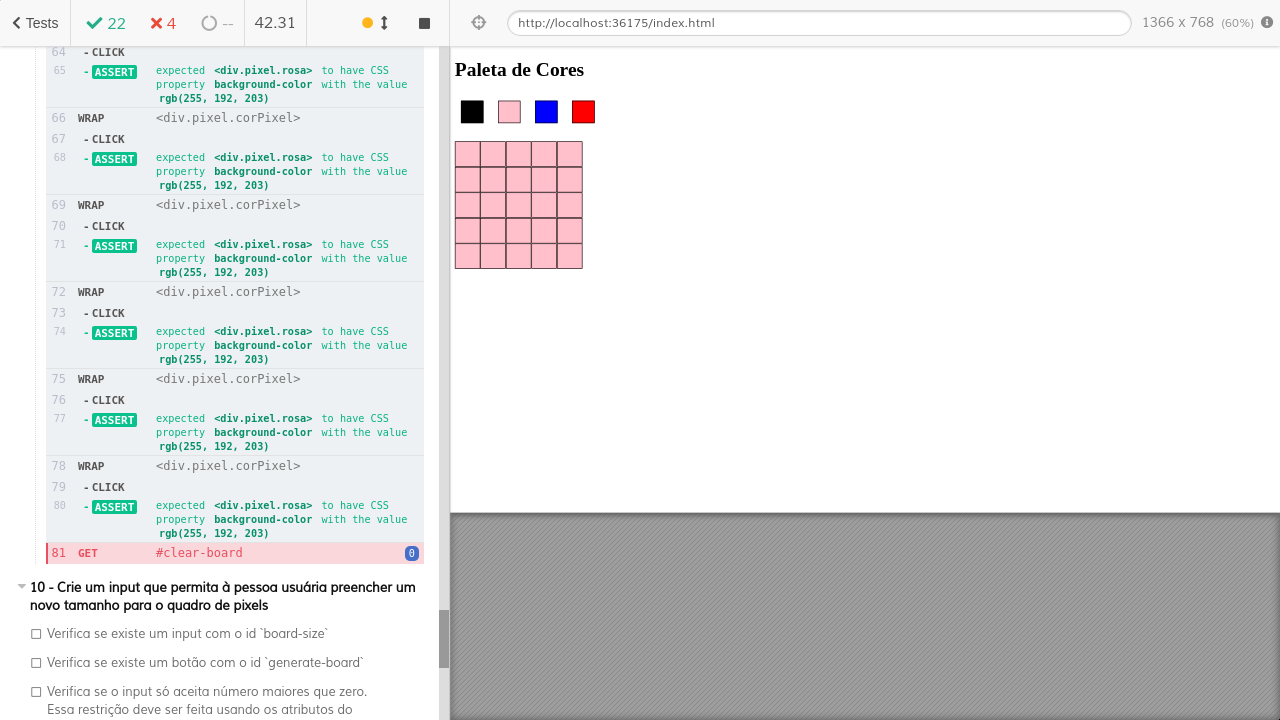 Tests 22 4 -- 42.31 http://localhost:36175/index.html 1366 x 768 (60%)
64 - CLICK
65 - ASSERT expected <div.pixel.rosa> to have CSS
property background-color with the value
rgb(255, 192, 203)
66 WRAP <div.pixel.corPixel>
67 - CLICK
68 - ASSERT expected <div.pixel.rosa> to have CSS
property background-color with the value
rgb(255, 192, 203)
69 WRAP <div.pixel.corPixel>
70 - CLICK
71 - ASSERT expected <div.pixel.rosa> to have CSS
property background-color with the value
rgb(255, 192, 203)
72 WRAP <div.pixel.corPixel>
73 - CLICK
74 - ASSERT expected <div.pixel.rosa> to have CSS
property background-color with the value
rgb(255, 192, 203)
75 WRAP <div.pixel.corPixel>
76 - CLICK
77 - ASSERT expected <div.pixel.rosa> to have CSS
property background-color with the value
rgb(255, 192, 203)
78 WRAP <div.pixel.corPixel>
79 - CLICK
80 - ASSERT expected <div.pixel.rosa> to have CSS
property background-color with the value
rgb(255, 192, 203)
81 GET #clear-board 0
10 - Crie um input que permita à pessoa usuária preencher um
novo tamanho para o quadro de pixels
Verifica se existe um input com o id `board-size`
Verifica se existe um botão com o id `generate-board`
Verifica se o input só aceita número maiores que zero.
Essa restrição deve ser feita usando os atributos do
Paleta de Cores